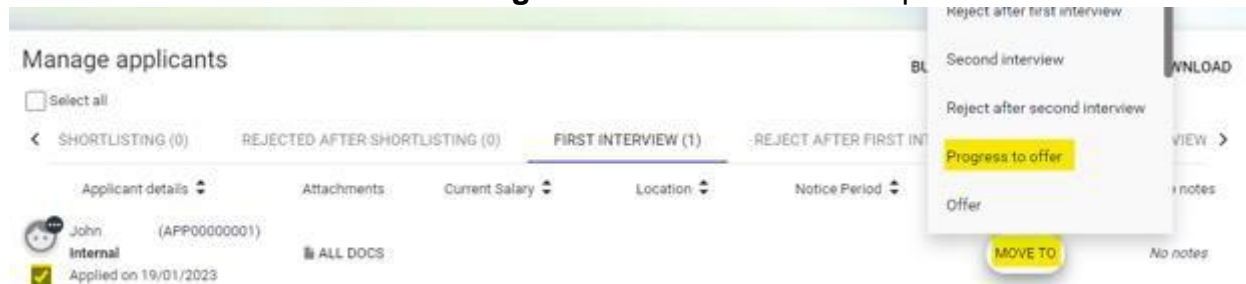 Reject after first interview
Manage applicants
BU
Second interview
WNLOAD
Select all
Reject after second interview
SHORTLISTING (0) REJECTED AFTER SHORTLISTING (0) FIRST INTERVIEW (1) REJECT AFTER FIRST INT
VIEW
Progress to offer
Applicant details Attachments Current Salary Location Notice Period
notes
Offer
John (APP00000001)
Internal ALL DOCS MOVE TO No notes
Applied on 19/01/2023